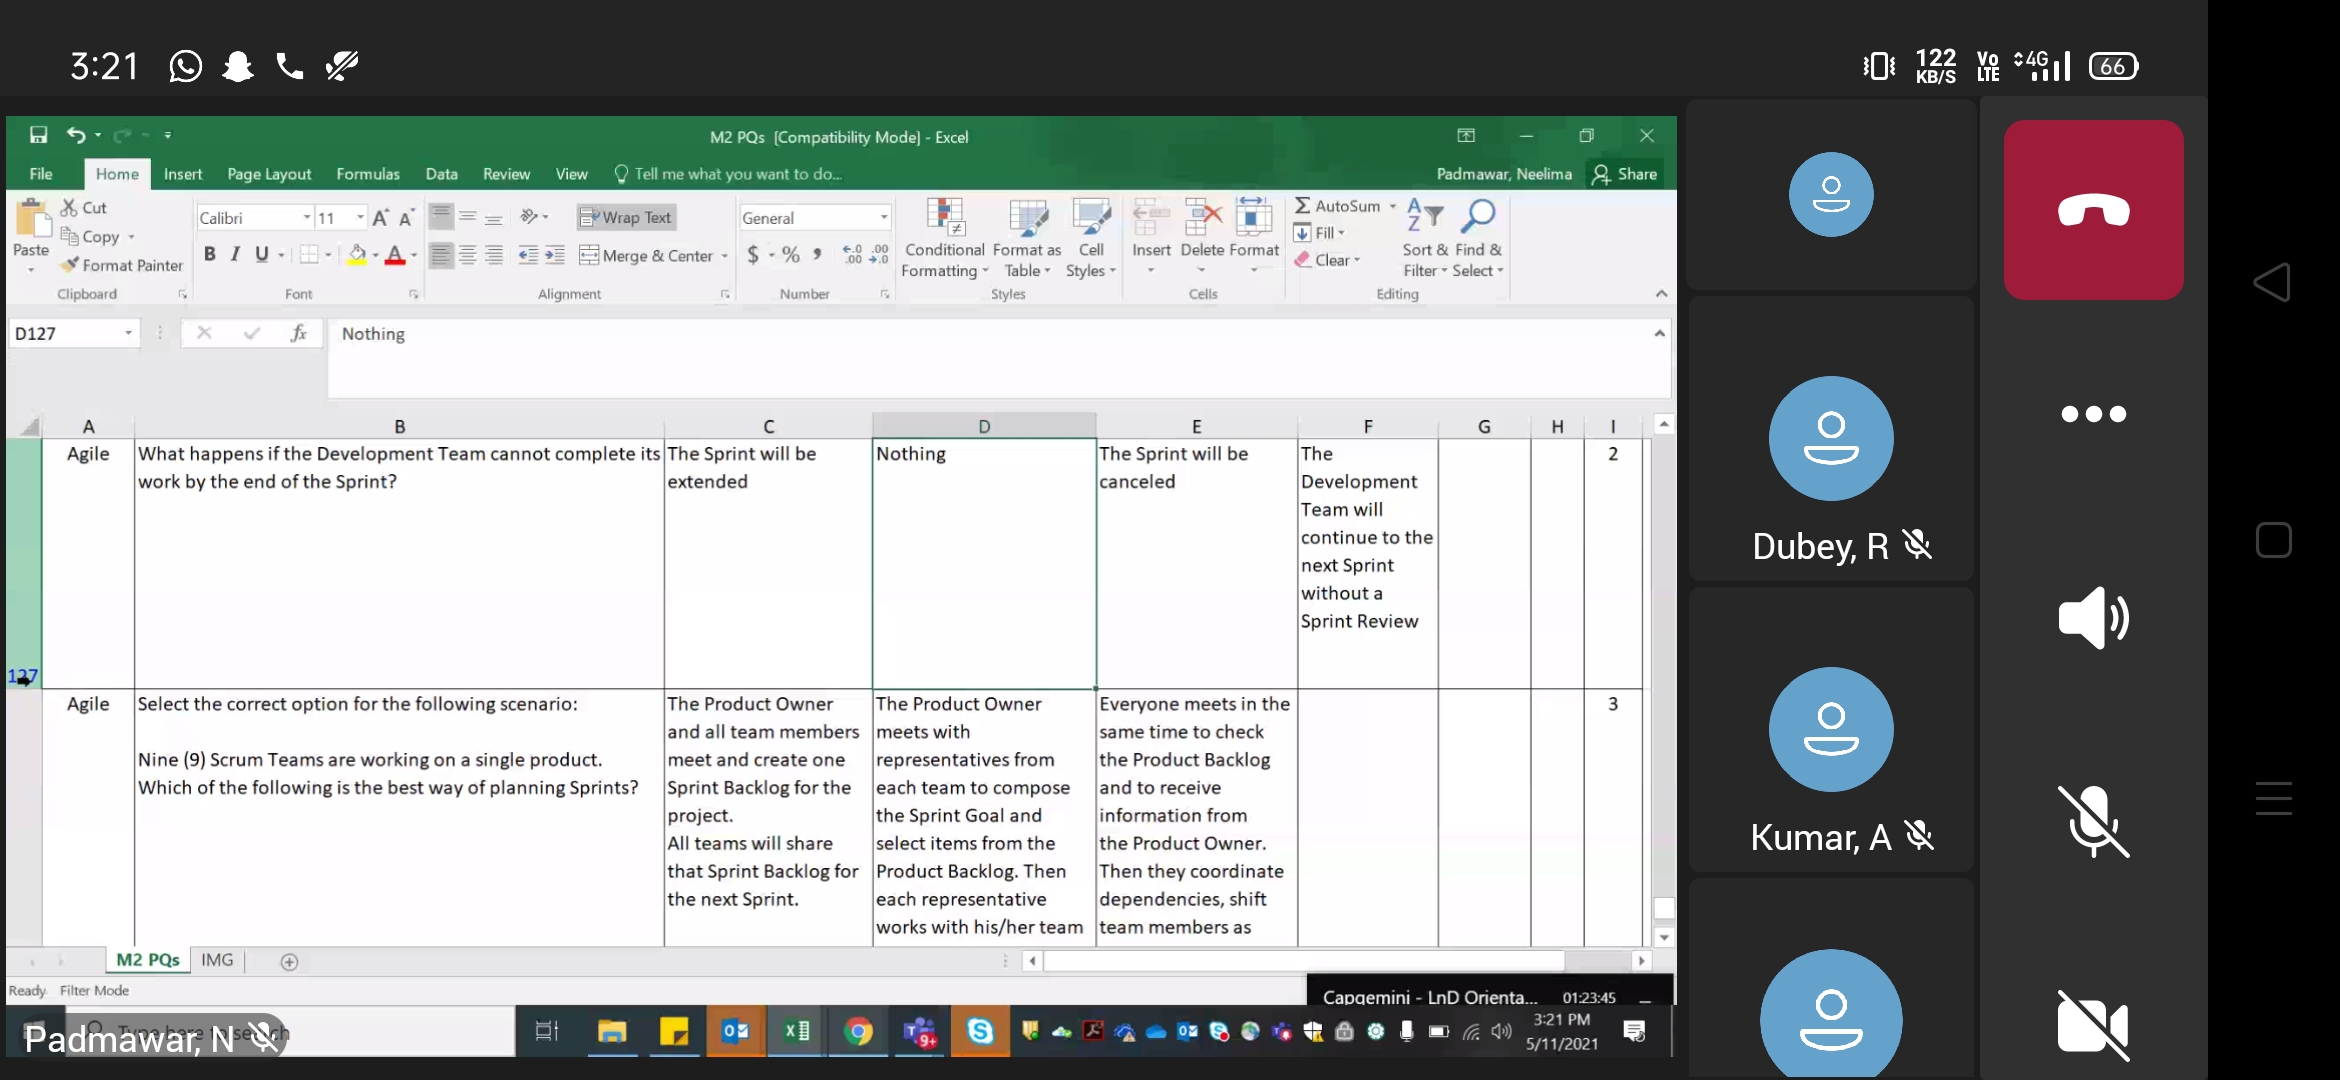 3:21
122
KB/S
Vo
LTE
4G
66
M2 PQs [Compatibility Mode] - Excel
File
Home
Insert
Page Layout
Formulas
Data
Review
View
Tell me what you want to do...
Padmawar, Neelima
Share
Paste
Cut
Copy
Format Painter
Clipboard
Calibri
11
B I U
Font
Wrap Text
Merge & Center
Alignment
General
$ % ,
Number
Conditional
Formatting
Format as
Table
Cell
Styles
Styles
Insert
Delete
Format
Cells
AutoSum
Fill
Clear
Sort &
Filter
Find &
Select
Editing
D127
fx
Nothing
A B C D E F G H I
127
Agile
What happens if the Development Team cannot complete its
work by the end of the Sprint?
The Sprint will be
extended
Nothing
The Sprint will be
canceled
The
Development
Team will
continue to the
next Sprint
without a
Sprint Review
2
Agile
Select the correct option for the following scenario:
Nine (9) Scrum Teams are working on a single product.
Which of the following is the best way of planning Sprints?
The Product Owner
and all team members
meet and create one
Sprint Backlog for the
project.
All teams will share
that Sprint Backlog for
the next Sprint.
The Product Owner
meets with
representatives from
each team to compose
the Sprint Goal and
select items from the
Product Backlog. Then
each representative
works with his/her team
Everyone meets in the
same time to check
the Product Backlog
and to receive
information from
the Product Owner.
Then they coordinate
dependencies, shift
team members as
3
M2 PQs
IMG
Ready
Filter Mode
Capgemini - LnD Orienta...
01:23:45
Type here to search
Padmawar, N
9+
3:21 PM
5/11/2021
Dubey, R
Kumar, A